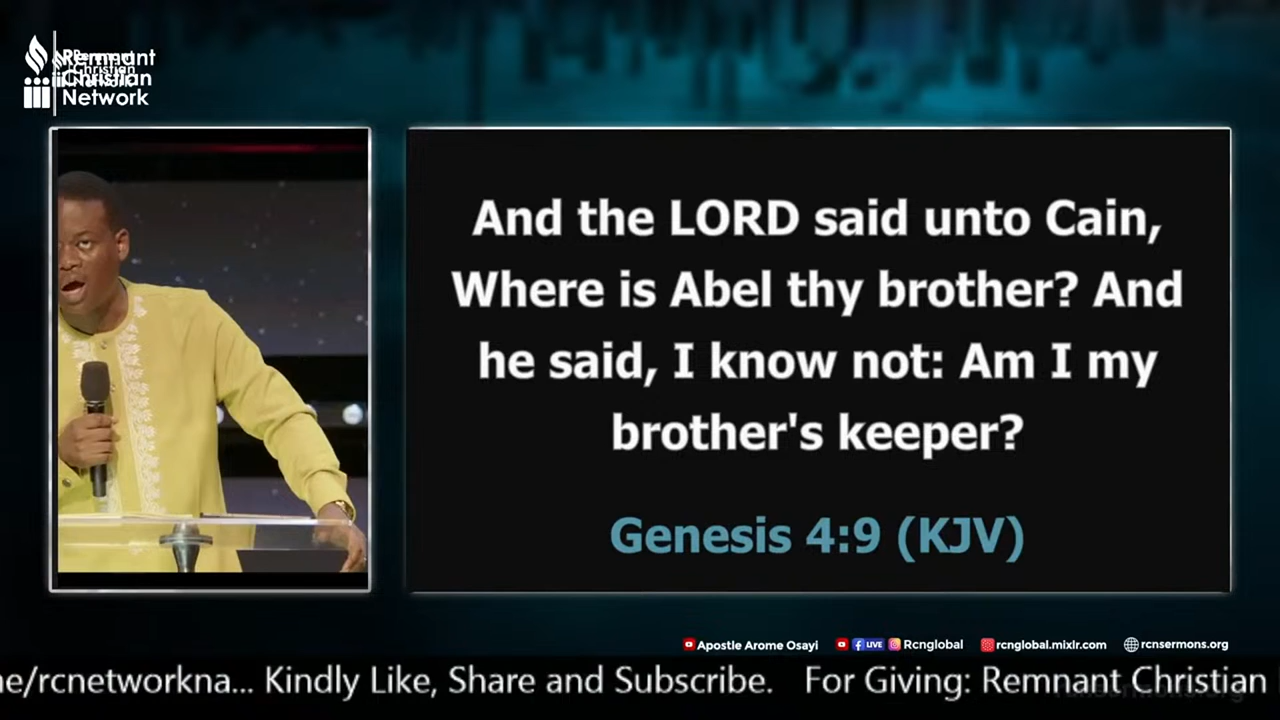 Remnant
Christian
Network
And the LORD said unto Cain,
Where is Abel thy brother? And
he said, I know not: Am I my
brother's keeper?
Genesis 4:9 (KJV)
Apostle Arome Osayi
LIVE
Rcnglobal
rcnglobal.mixlr.com
rcnsermons.org
e/rcnetworkna... Kindly Like, Share and Subscribe. For Giving: Remnant Christian